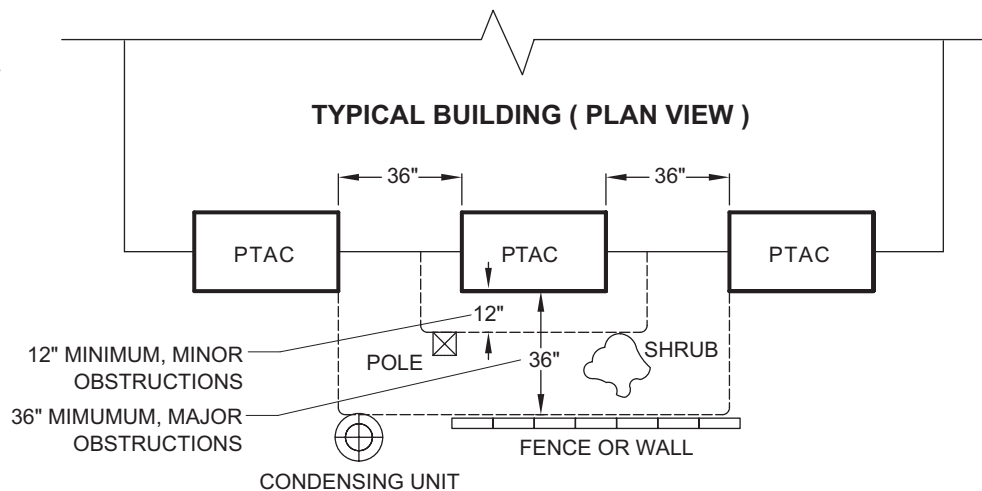 TYPICAL BUILDING ( PLAN VIEW )
36"
36"
PTAC
PTAC
PTAC
12"
12" MINIMUM, MINOR
OBSTRUCTIONS
POLE
36"
SHRUB
36" MIMUMUM, MAJOR
OBSTRUCTIONS
FENCE OR WALL
CONDENSING UNIT